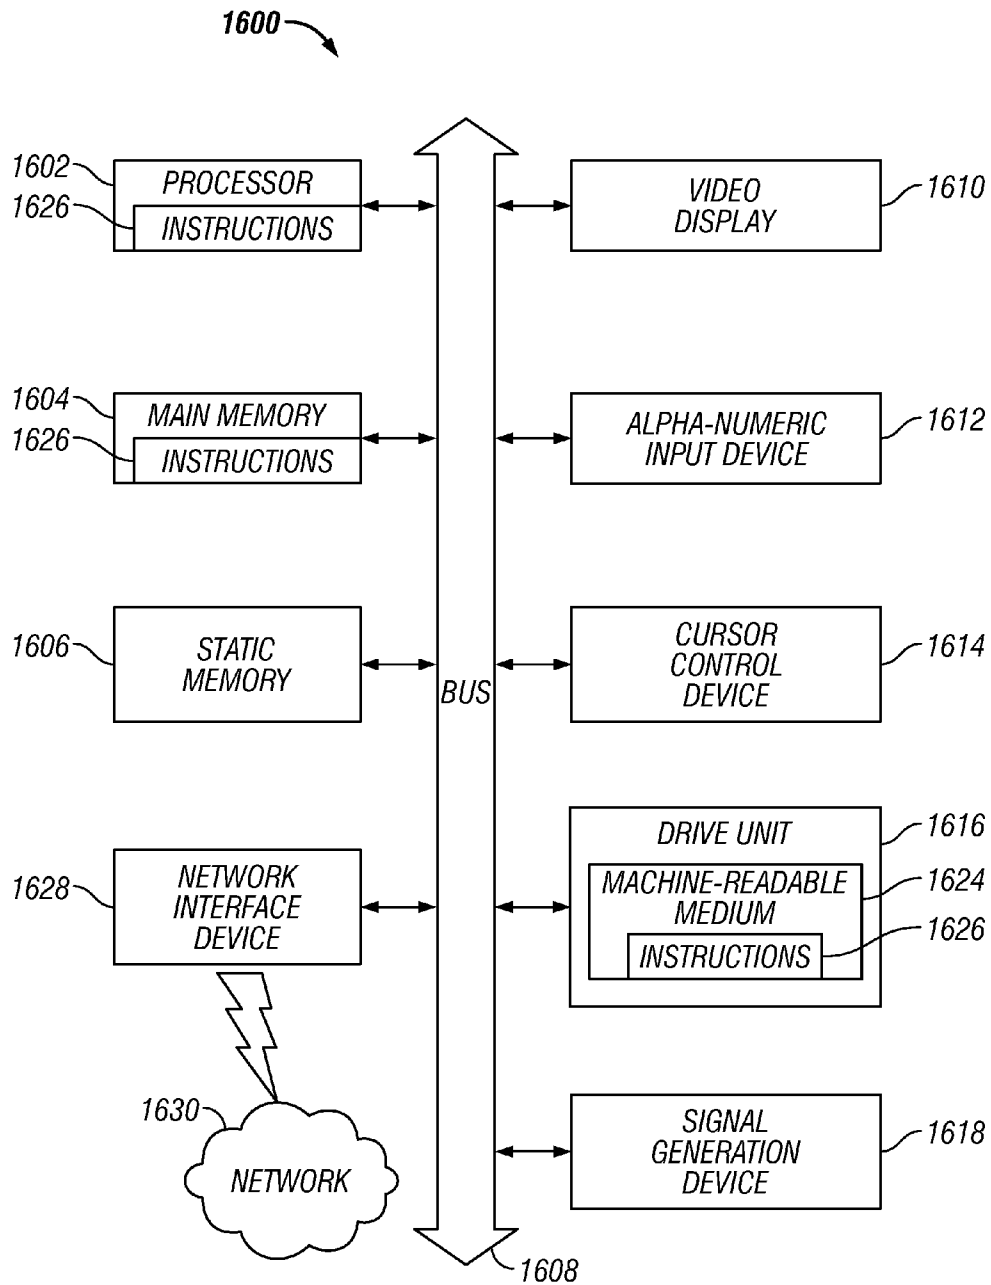 1600
1602
PROCESSOR
1626
INSTRUCTIONS
VIDEO
DISPLAY
1610
1604
MAIN MEMORY
1626
INSTRUCTIONS
ALPHA-NUMERIC
INPUT DEVICE
1612
1606
STATIC
MEMORY
BUS
CURSOR
CONTROL
DEVICE
1614
1628
NETWORK
INTERFACE
DEVICE
DRIVE UNIT
1616
MACHINE-READABLE
MEDIUM
1624
INSTRUCTIONS
1626
1630
NETWORK
SIGNAL
GENERATION
DEVICE
1618
1608